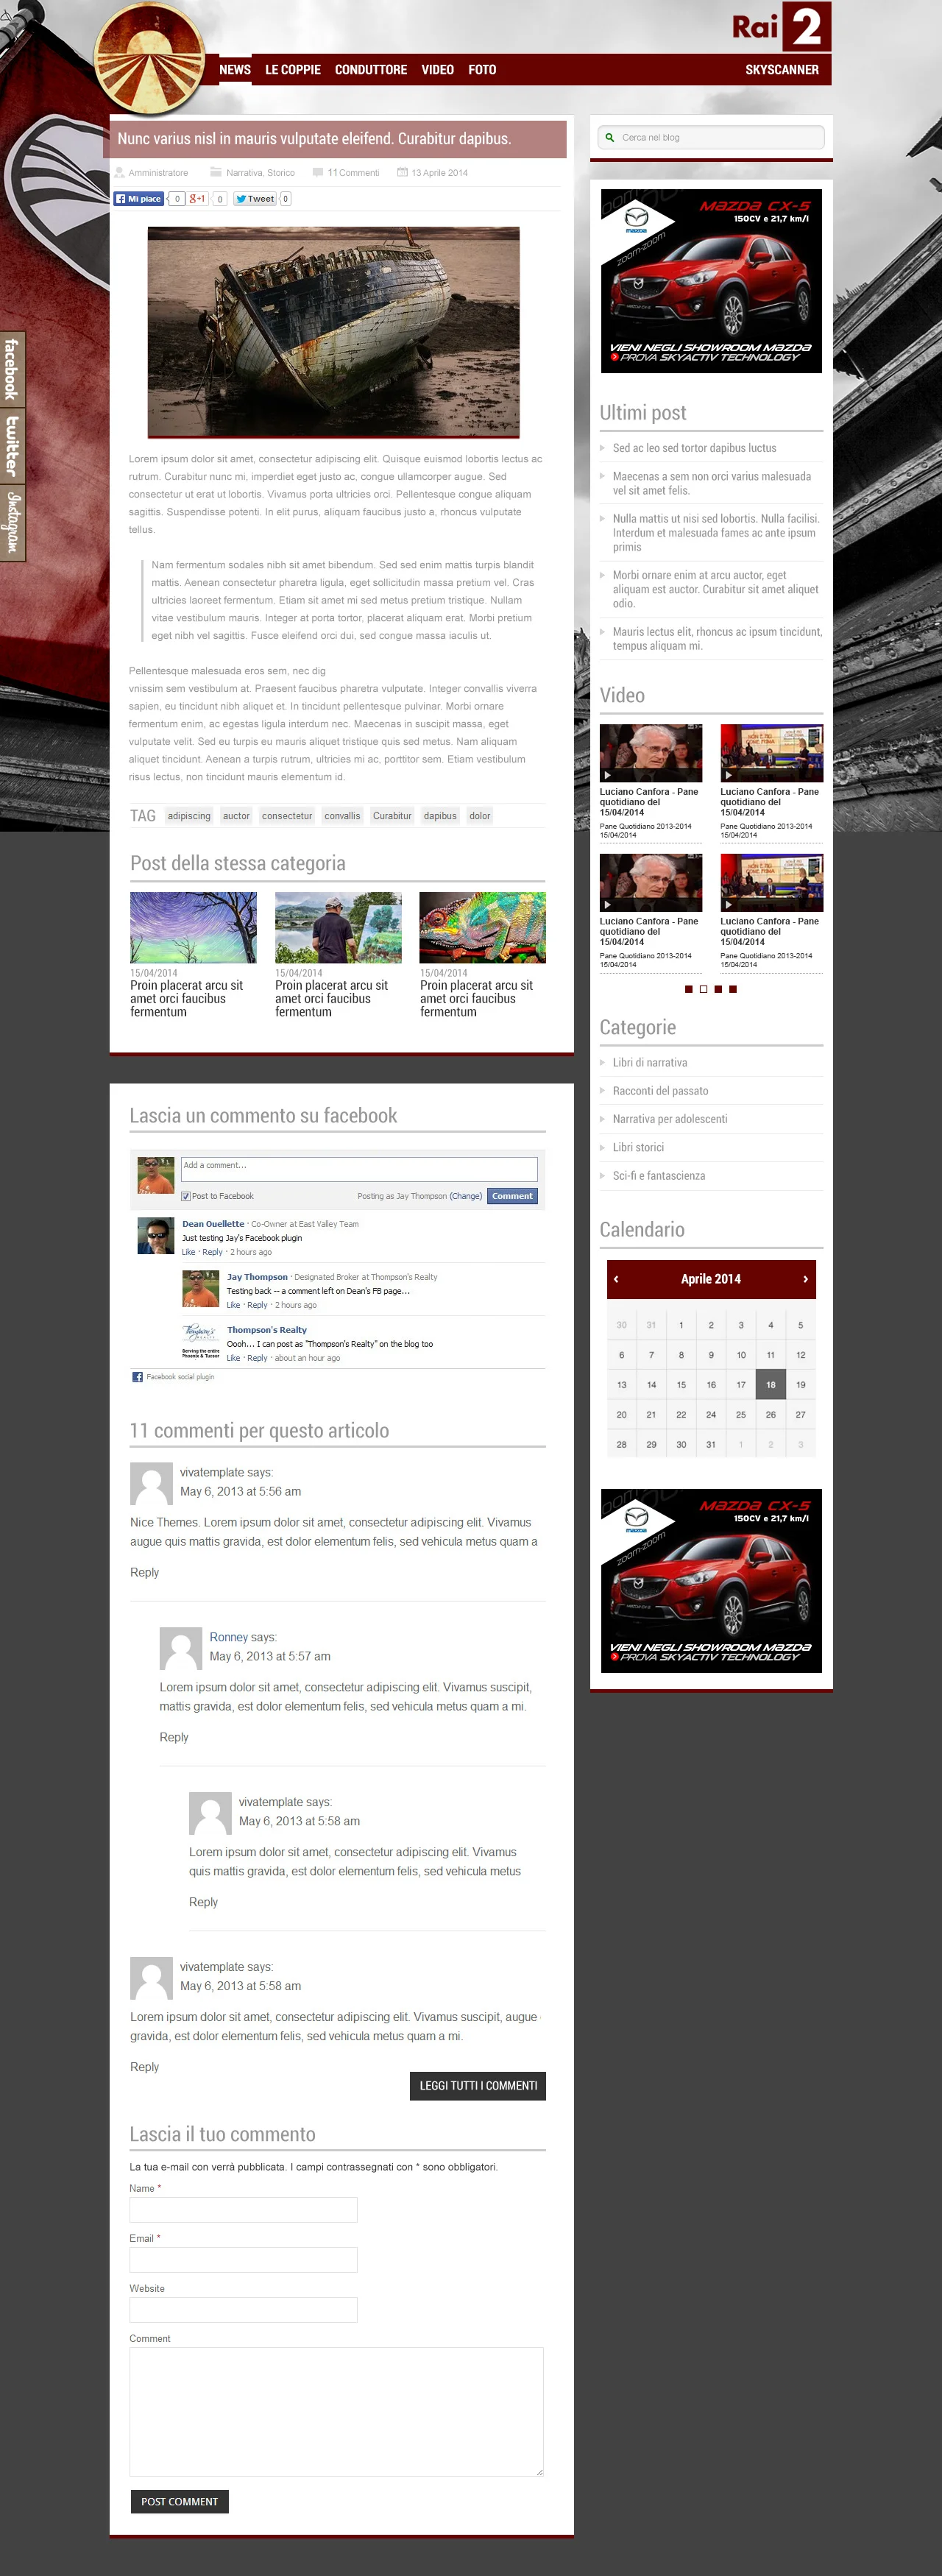 Rai 2
NEWS LE COPPIE CONDUTTORE VIDEO FOTO SKYSCANNER
Nunc varius nisl in mauris vulputate eleifend. Curabitur dapibus.
Amministratore Narrativa, Storico 11 Commenti 13 Aprile 2014
Mi piace 0 g+1 0 Tweet 0
facebook
twitter
Instagram
Lorem ipsum dolor sit amet, consectetur adipiscing elit. Quisque euismod lobortis lectus ac
rutrum. Curabitur nunc mi, imperdiet eget justo ac, congue ullamcorper augue. Sed
consectetur ut erat ut lobortis. Vivamus porta ultricies orci. Pellentesque congue aliquam
sagittis. Suspendisse potenti. In elit purus, aliquam faucibus justo a, rhoncus vulputate
tellus.
Nam fermentum sodales nibh sit amet bibendum. Sed sed enim mattis turpis blandit
mattis. Aenean consectetur pharetra ligula, eget sollicitudin massa pretium vel. Cras
ultricies laoreet fermentum. Etiam sit amet mi sed metus pretium tristique. Nullam
vitae vestibulum mauris. Integer at porta tortor, placerat aliquam erat. Morbi pretium
eget nibh vel sagittis. Fusce eleifend orci dui, sed congue massa iaculis ut.
Pellentesque malesuada eros sem, nec dig
vnissim sem vestibulum at. Praesent faucibus pharetra vulputate. Integer convallis viverra
sapien, eu tincidunt nibh aliquet et. In tincidunt pellentesque pulvinar. Morbi ornare
fermentum enim, ac egestas ligula interdum nec. Maecenas in suscipit massa, eget
vulputate velit. Sed eu turpis eu mauris aliquet tristique quis sed metus. Nam aliquam
aliquet tincidunt. Aenean a turpis rutrum, ultricies mi ac, porttitor sem. Etiam vestibulum
risus lectus, non tincidunt mauris elementum id.
TAG adipiscing auctor consectetur convallis Curabitur dapibus dolor
Post della stessa categoria
15/04/2014
Proin placerat arcu sit
amet orci faucibus
fermentum
15/04/2014
Proin placerat arcu sit
amet orci faucibus
fermentum
15/04/2014
Proin placerat arcu sit
amet orci faucibus
fermentum
Lascia un commento su facebook
Add a comment...
Post to Facebook Posting as Jay Thompson (Change) Comment
Dean Ouellette · Co-Owner at East Valley Team
Just testing Jay's Facebook plugin
Like · Reply · 2 hours ago
Jay Thompson · Designated Broker at Thompson's Realty
Testing back -- a comment left on Dean's FB page...
Like · Reply · 2 hours ago
Thompson's
Serving the entire
Phoenix & Tucson
Thompson's Realty
Oooh... I can post as "Thompson's Realty" on the blog too
Like · Reply · about an hour ago
Facebook social plugin
11 commenti per questo articolo
vivatemplate says:
May 6, 2013 at 5:56 am
Nice Themes. Lorem ipsum dolor sit amet, consectetur adipiscing elit. Vivamus
augue quis mattis gravida, est dolor elementum felis, sed vehicula metus quam a
Reply
Ronney says:
May 6, 2013 at 5:57 am
Lorem ipsum dolor sit amet, consectetur adipiscing elit. Vivamus suscipit,
mattis gravida, est dolor elementum felis, sed vehicula metus quam a mi.
Reply
vivatemplate says:
May 6, 2013 at 5:58 am
Lorem ipsum dolor sit amet, consectetur adipiscing elit. Vivamus
quis mattis gravida, est dolor elementum felis, sed vehicula metus
Reply
vivatemplate says:
May 6, 2013 at 5:58 am
Lorem ipsum dolor sit amet, consectetur adipiscing elit. Vivamus suscipit, augue
gravida, est dolor elementum felis, sed vehicula metus quam a mi.
Reply
LEGGI TUTTI I COMMENTI
Lascia il tuo commento
La tua e-mail con verrà pubblicata. I campi contrassegnati con * sono obbligatori.
Name *
Email *
Website
Comment
POST COMMENT
Cerca nel blog
mazda
zoom-zoom
MAZDA CX-5
150CV e 21,7 km/l
VIENI NEGLI SHOWROOM MAZDA
PROVA SKYACTIV TECHNOLOGY
Ultimi post
Sed ac leo sed tortor dapibus luctus
Maecenas a sem non orci varius malesuada
vel sit amet felis.
Nulla mattis ut nisi sed lobortis. Nulla facilisi.
Interdum et malesuada fames ac ante ipsum
primis
Morbi ornare enim at arcu auctor, eget
aliquam est auctor. Curabitur sit amet aliquet
odio.
Mauris lectus elit, rhoncus ac ipsum tincidunt,
tempus aliquam mi.
Video
Luciano Canfora - Pane
quotidiano del
15/04/2014
Pane Quotidiano 2013-2014
15/04/2014
Luciano Canfora - Pane
quotidiano del
15/04/2014
Pane Quotidiano 2013-2014
15/04/2014
Luciano Canfora - Pane
quotidiano del
15/04/2014
Pane Quotidiano 2013-2014
15/04/2014
Luciano Canfora - Pane
quotidiano del
15/04/2014
Pane Quotidiano 2013-2014
15/04/2014
Categorie
Libri di narrativa
Racconti del passato
Narrativa per adolescenti
Libri storici
Sci-fi e fantascienza
Calendario
‹ Aprile 2014 ›
30 31 1 2 3 4 5
6 7 8 9 10 11 12
13 14 15 16 17 18 19
20 21 22 24 25 26 27
28 29 30 31 1 2 3
mazda
zoom-zoom
MAZDA CX-5
150CV e 21,7 km/l
VIENI NEGLI SHOWROOM MAZDA
PROVA SKYACTIV TECHNOLOGY